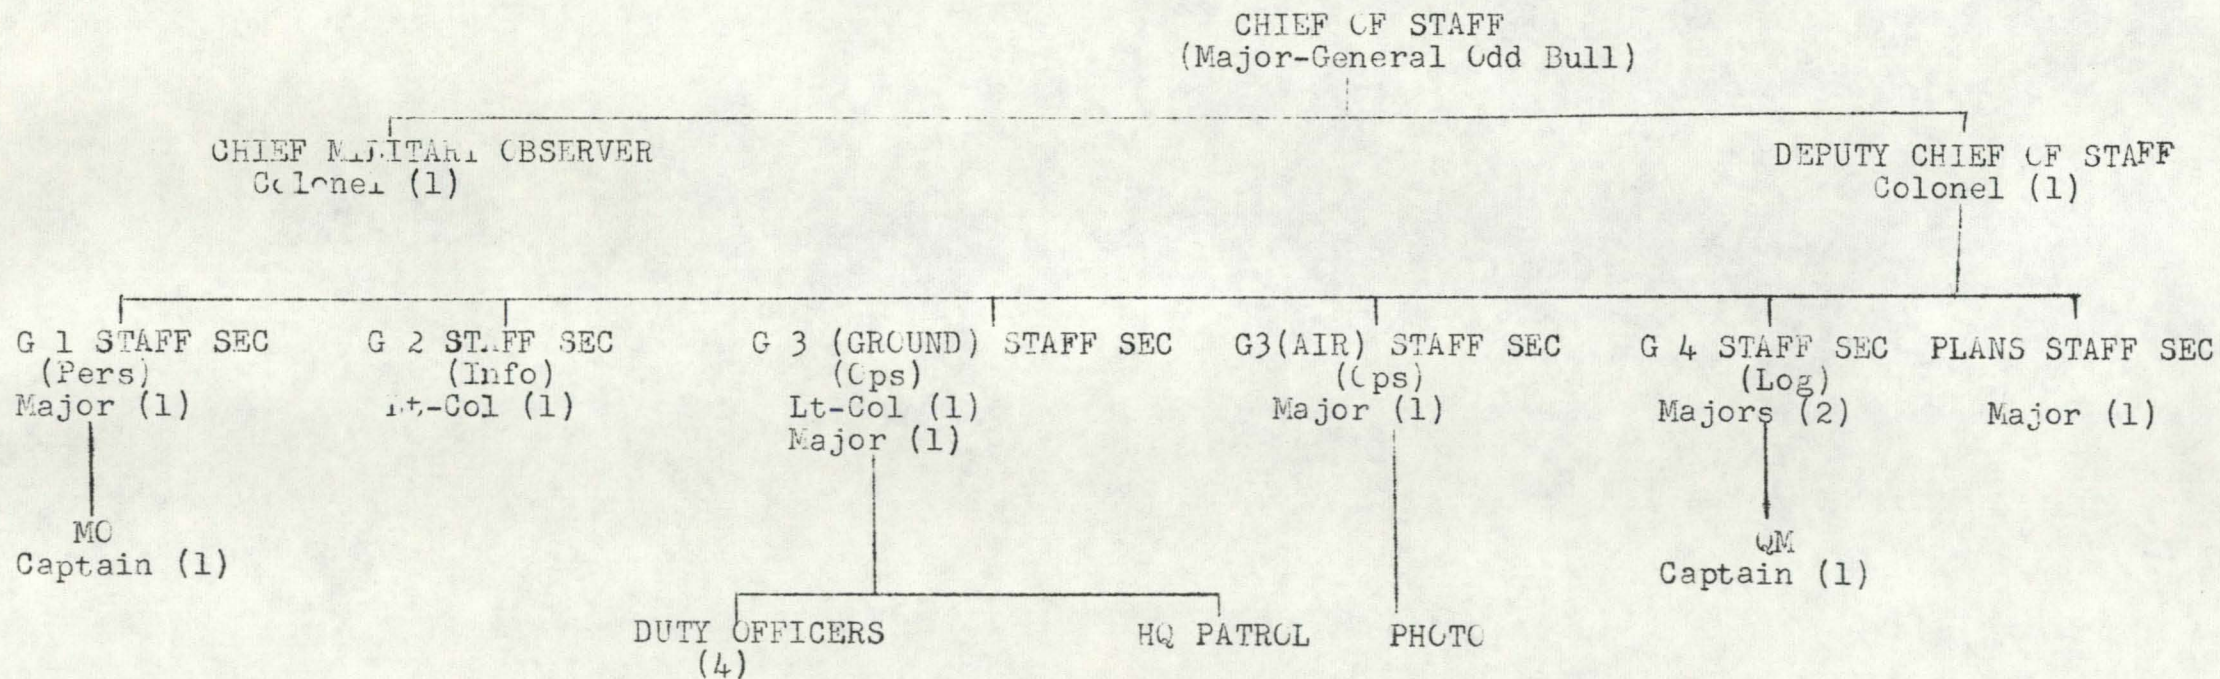 CHIEF OF STAFF
(Major-General Odd Bull)
CHIEF MILITARY OBSERVER
Colonel (1)
DEPUTY CHIEF OF STAFF
Colonel (1)
G 1 STAFF SEC
(Pers)
Major (1)
MO
Captain (1)
G 2 STAFF SEC
(Info)
Lt-Col (1)
G 3 (GROUND) STAFF SEC
(Ops)
Lt-Col (1)
Major (1)
DUTY OFFICERS
(4)
HQ PATROL
G3(AIR) STAFF SEC
(Ops)
Major (1)
PHOTO
G 4 STAFF SEC
(Log)
Majors (2)
QM
Captain (1)
PLANS STAFF SEC
Major (1)